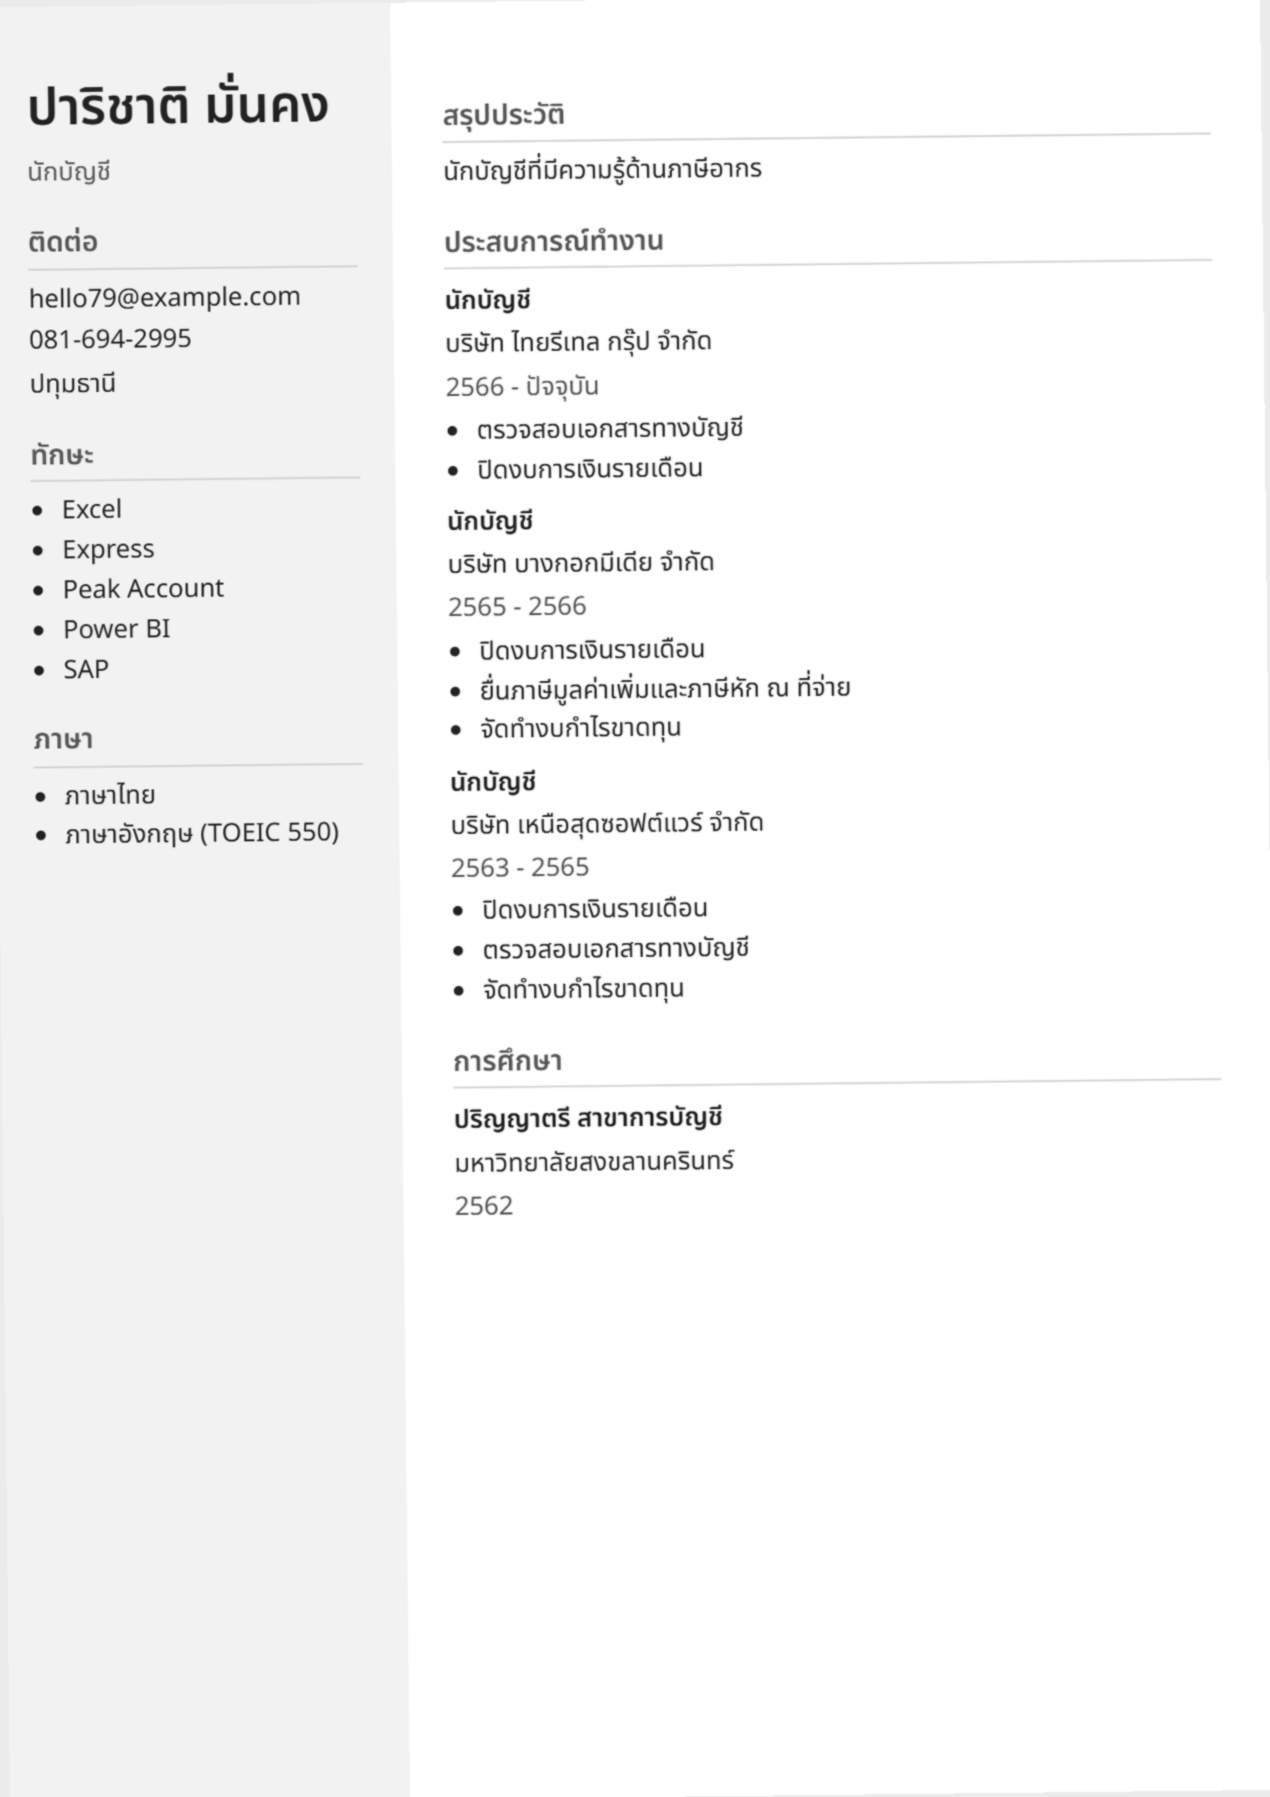 ปาริชาติ มั่นคง
นักบัญชี
ติดต่อ
hello79@example.com
081-694-2995
ปทุมธานี
ทักษะ
• Excel
• Express
• Peak Account
• Power BI
• SAP
ภาษา
• ภาษาไทย
• ภาษาอังกฤษ (TOEIC 550)
สรุปประวัติ
นักบัญชีที่มีความรู้ด้านภาษีอากร
ประสบการณ์ทำงาน
นักบัญชี
บริษัท ไทยรีเทล กรุ๊ป จำกัด
2566 - ปัจจุบัน
• ตรวจสอบเอกสารทางบัญชี
• ปิดงบการเงินรายเดือน
นักบัญชี
บริษัท บางกอกมีเดีย จำกัด
2565 - 2566
• ปิดงบการเงินรายเดือน
• ยื่นภาษีมูลค่าเพิ่มและภาษีหัก ณ ที่จ่าย
• จัดทำงบกำไรขาดทุน
นักบัญชี
บริษัท เหนือสุดซอฟต์แวร์ จำกัด
2563 - 2565
• ปิดงบการเงินรายเดือน
• ตรวจสอบเอกสารทางบัญชี
• จัดทำงบกำไรขาดทุน
การศึกษา
ปริญญาตรี สาขาการบัญชี
มหาวิทยาลัยสงขลานครินทร์
2562